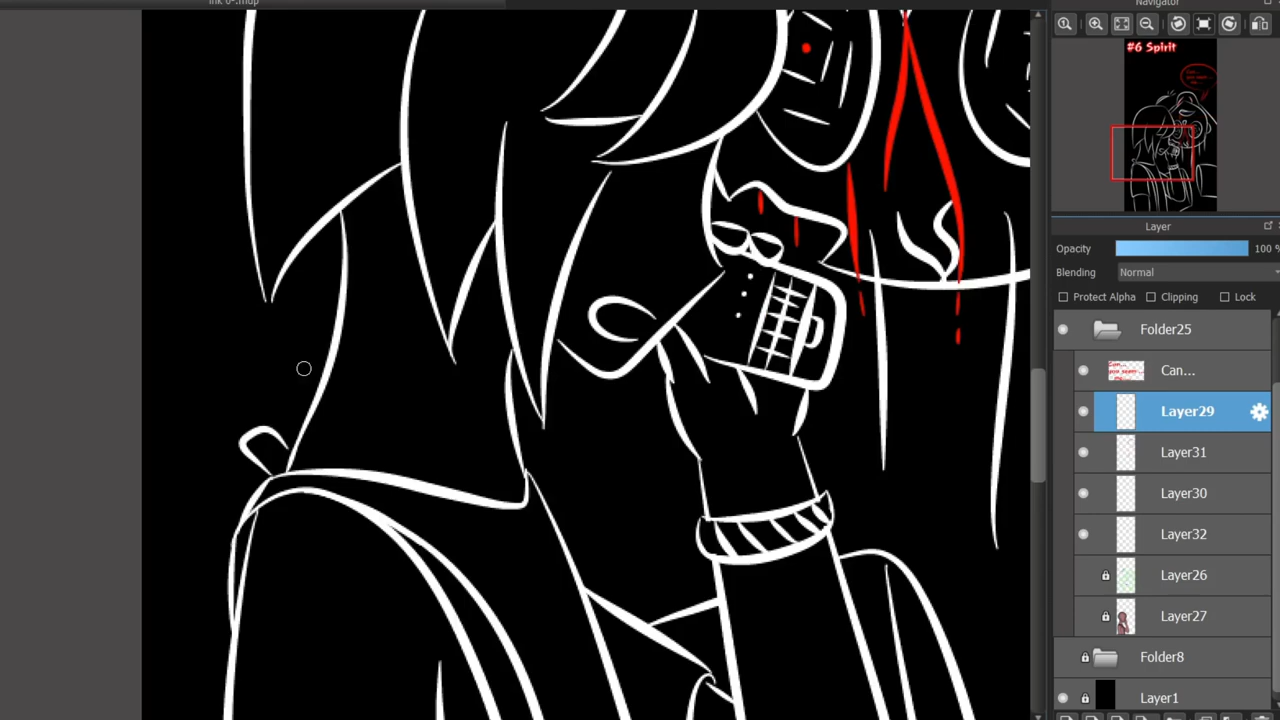 ink 6-.mdp
Navigator
#6 Spirit
Layer
Opacity
100 %
Blending
Normal
Protect Alpha
Clipping
Lock
Folder25
Can...
Layer29
Layer31
Layer30
Layer32
Layer26
Layer27
Folder8
Layer1